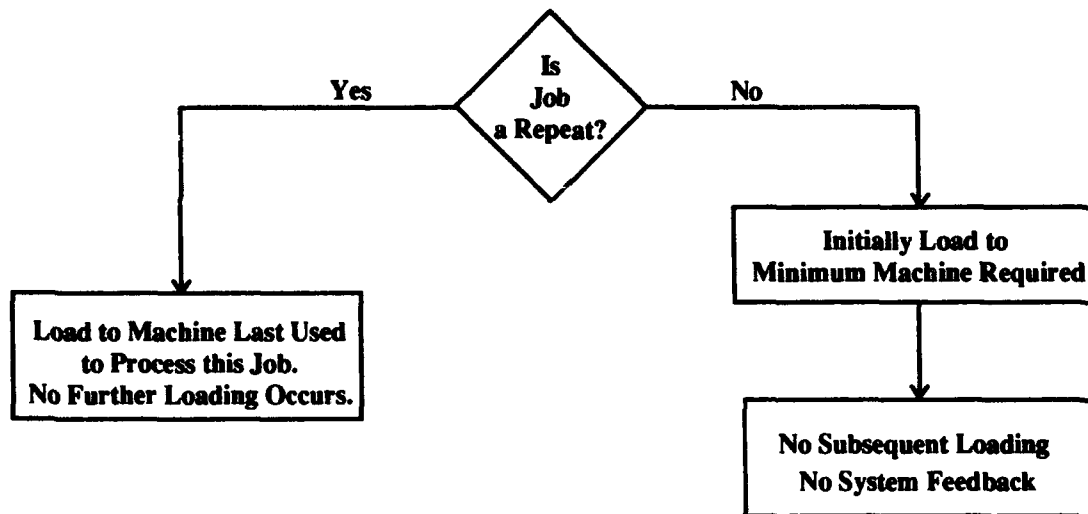 Is
Job
a Repeat?
Yes
No
Initially Load to
Minimum Machine Required
Load to Machine Last Used
to Process this Job.
No Further Loading Occurs.
No Subsequent Loading
No System Feedback